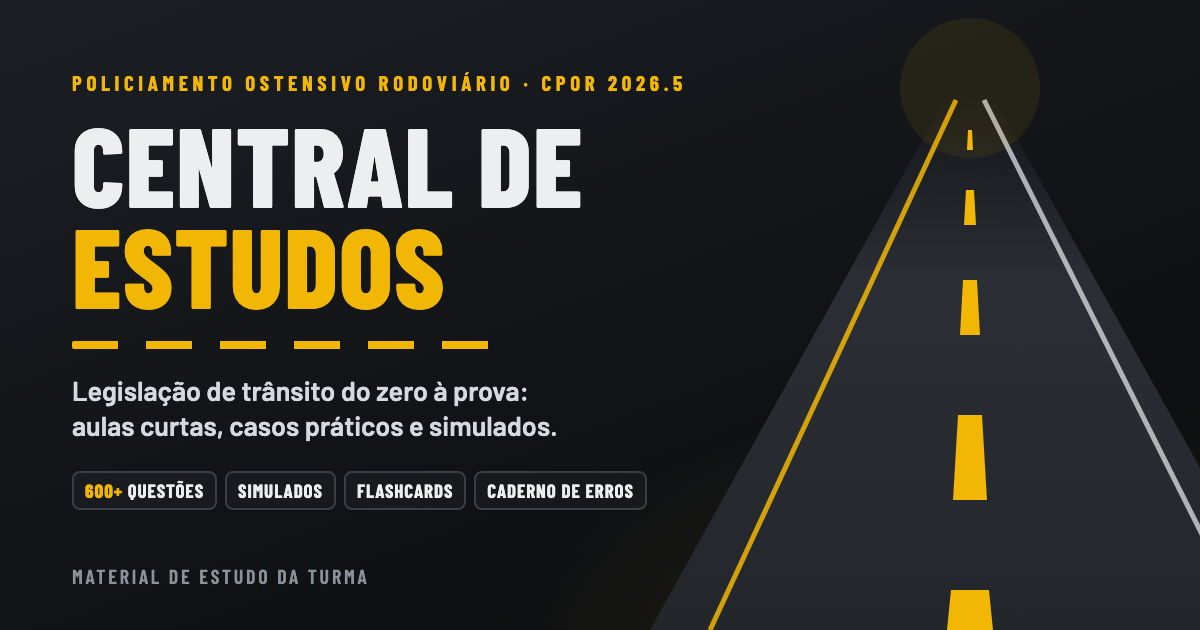 POLICIAMENTO OSTENSIVO RODOVIÁRIO · CPOR 2026.5
CENTRAL DE
ESTUDOS
Legislação de trânsito do zero à prova:
aulas curtas, casos práticos e simulados.
600+ QUESTÕES SIMULADOS FLASHCARDS CADERNO DE ERROS
MATERIAL DE ESTUDO DA TURMA